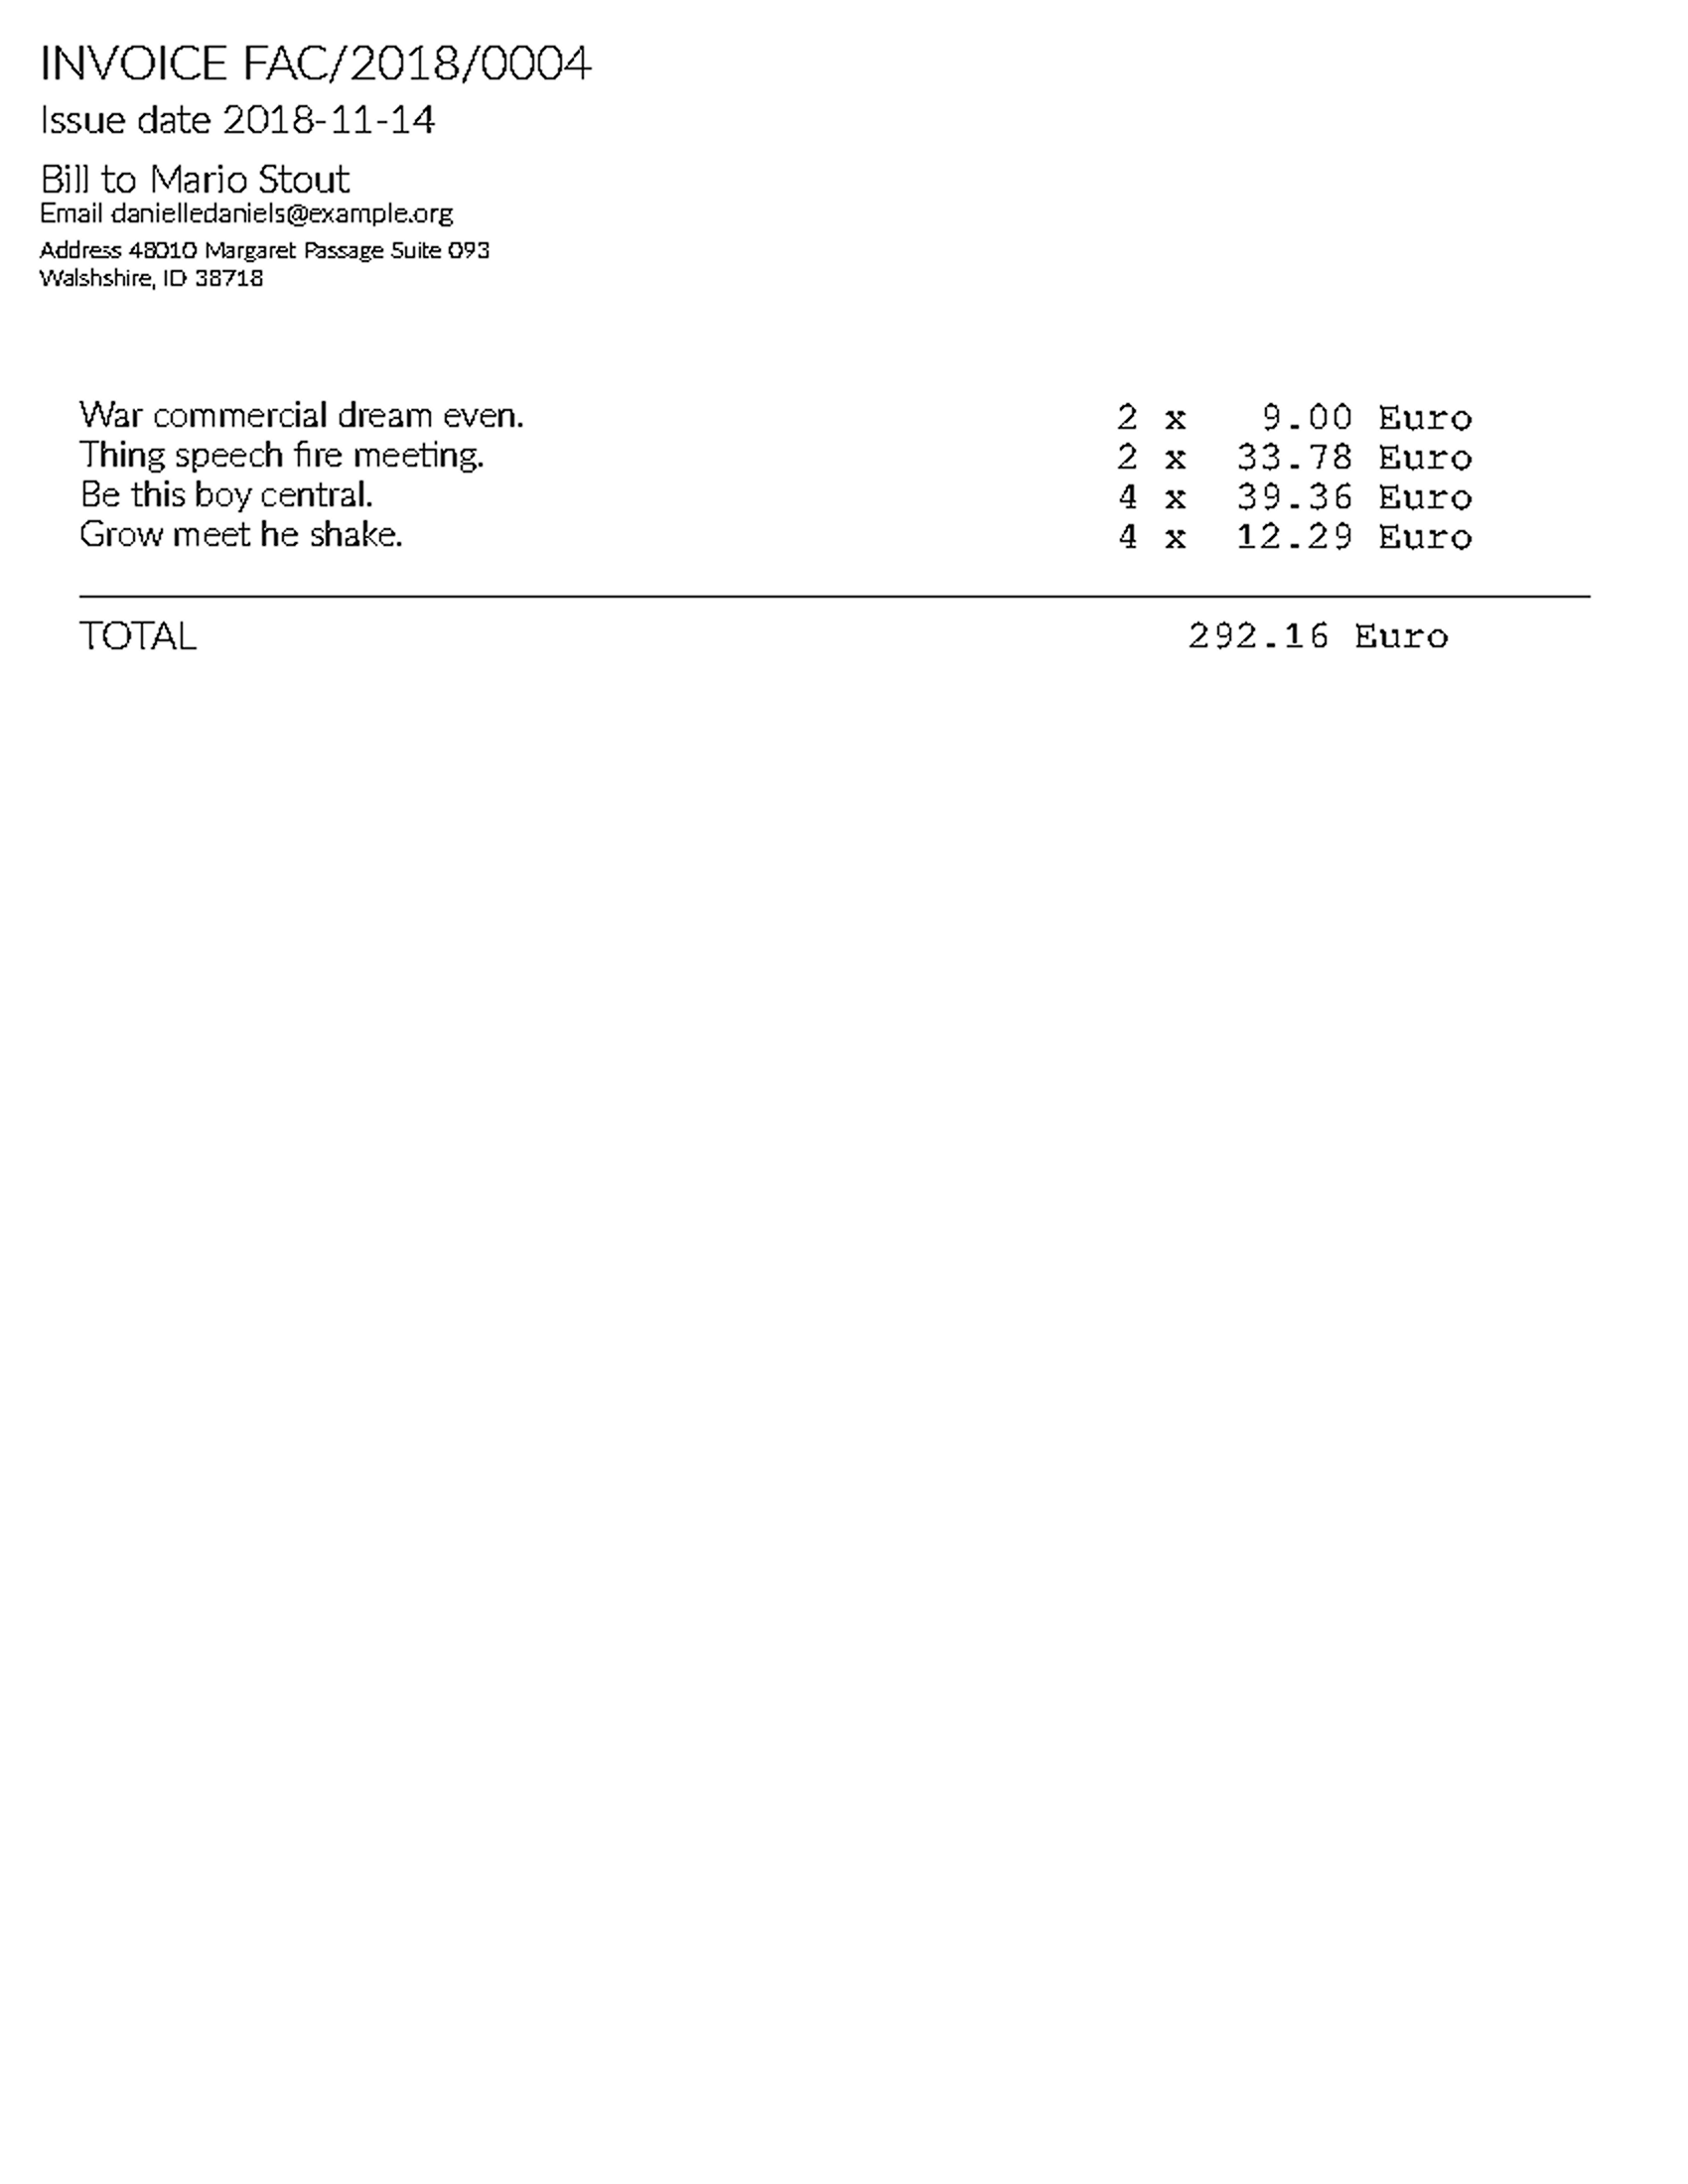 INVOICE FAC/2018/0004
Issue date 2018-11-14
Bill to Mario Stout
Email danielledaniels@example.org
Address 48010 Margaret Passage Suite 093
Walshshire, ID 38718
War commercial dream even. 2 x 9.00 Euro
Thing speech fire meeting. 2 x 33.78 Euro
Be this boy central. 4 x 39.36 Euro
Grow meet he shake. 4 x 12.29 Euro
TOTAL 292.16 Euro